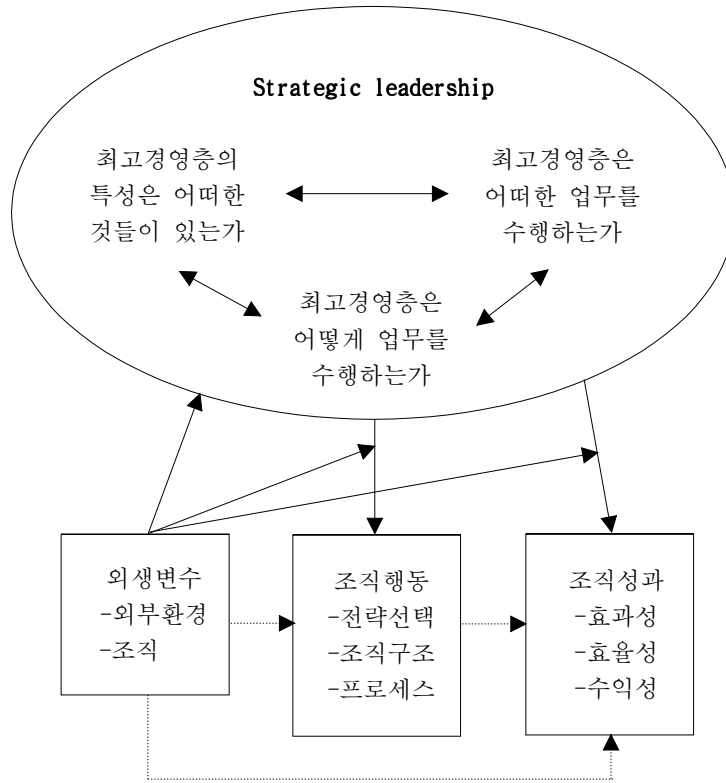 Strategic leadership
최고경영층의
특성은 어떠한
것들이 있는가
최고경영층은
어떠한 업무를
수행하는가
최고경영층은
어떻게 업무를
수행하는가
외생변수
-외부환경
-조직
조직행동
-전략선택
-조직구조
-프로세스
조직성과
-효과성
-효율성
-수익성